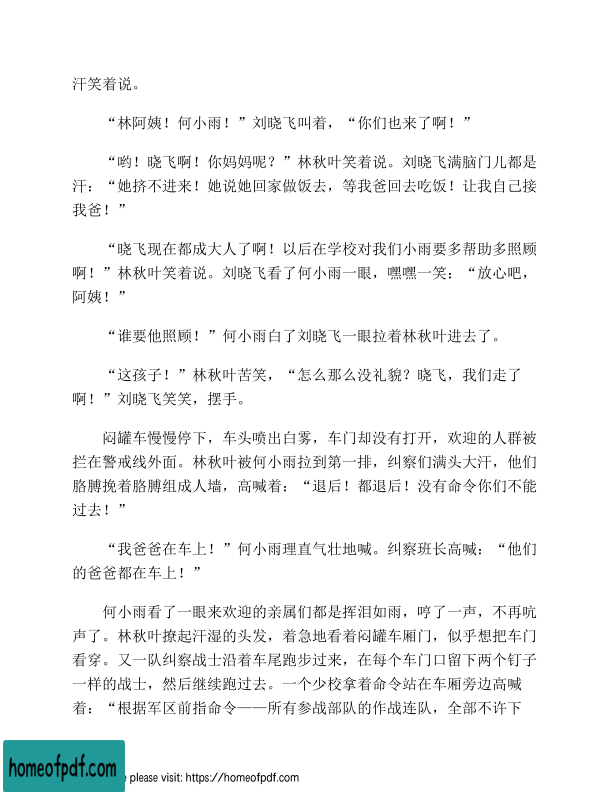 汗笑着说。
“林阿姨！何小雨！”刘晓飞叫着，“你们也来了啊！”
“哟！晓飞啊！你妈妈呢？”林秋叶笑着说。刘晓飞满脑门儿都是
汗：“她挤不进来！她说她回家做饭去，等我爸回去吃饭！让我自己接
我爸！”
“晓飞现在都成大人了啊！以后在学校对我们小雨要多帮助多照顾
啊！”林秋叶笑着说。刘晓飞看了何小雨一眼，嘿嘿一笑：“放心吧，
阿姨！”
“谁要他照顾！”何小雨白了刘晓飞一眼拉着林秋叶进去了。
“这孩子！”林秋叶苦笑，“怎么那么没礼貌？晓飞，我们走了
啊！”刘晓飞笑笑，摆手。
闷罐车慢慢停下，车头喷出白雾，车门却没有打开，欢迎的人群被
拦在警戒线外面。林秋叶被何小雨拉到第一排，纠察们满头大汗，他们
胳膊挽着胳膊组成人墙，高喊着：“退后！都退后！没有命令你们不能
过去！”
“我爸爸在车上！”何小雨理直气壮地喊。纠察班长高喊：“他们
的爸爸都在车上！”
何小雨看了一眼来欢迎的亲属们都是挥泪如雨，哼了一声，不再吭
声了。林秋叶撩起汗湿的头发，着急地看着闷罐车厢门，似乎想把车门
看穿。又一队纠察战士沿着车尾跑步过来，在每个车门口留下两个钉子
一样的战士，然后继续跑过去。一个少校拿着命令站在车厢旁边高喊
着：“根据军区前指命令——所有参战部队的作战连队，全部不许下
homeofpdf.com
e please visit: https://homeofpdf.com